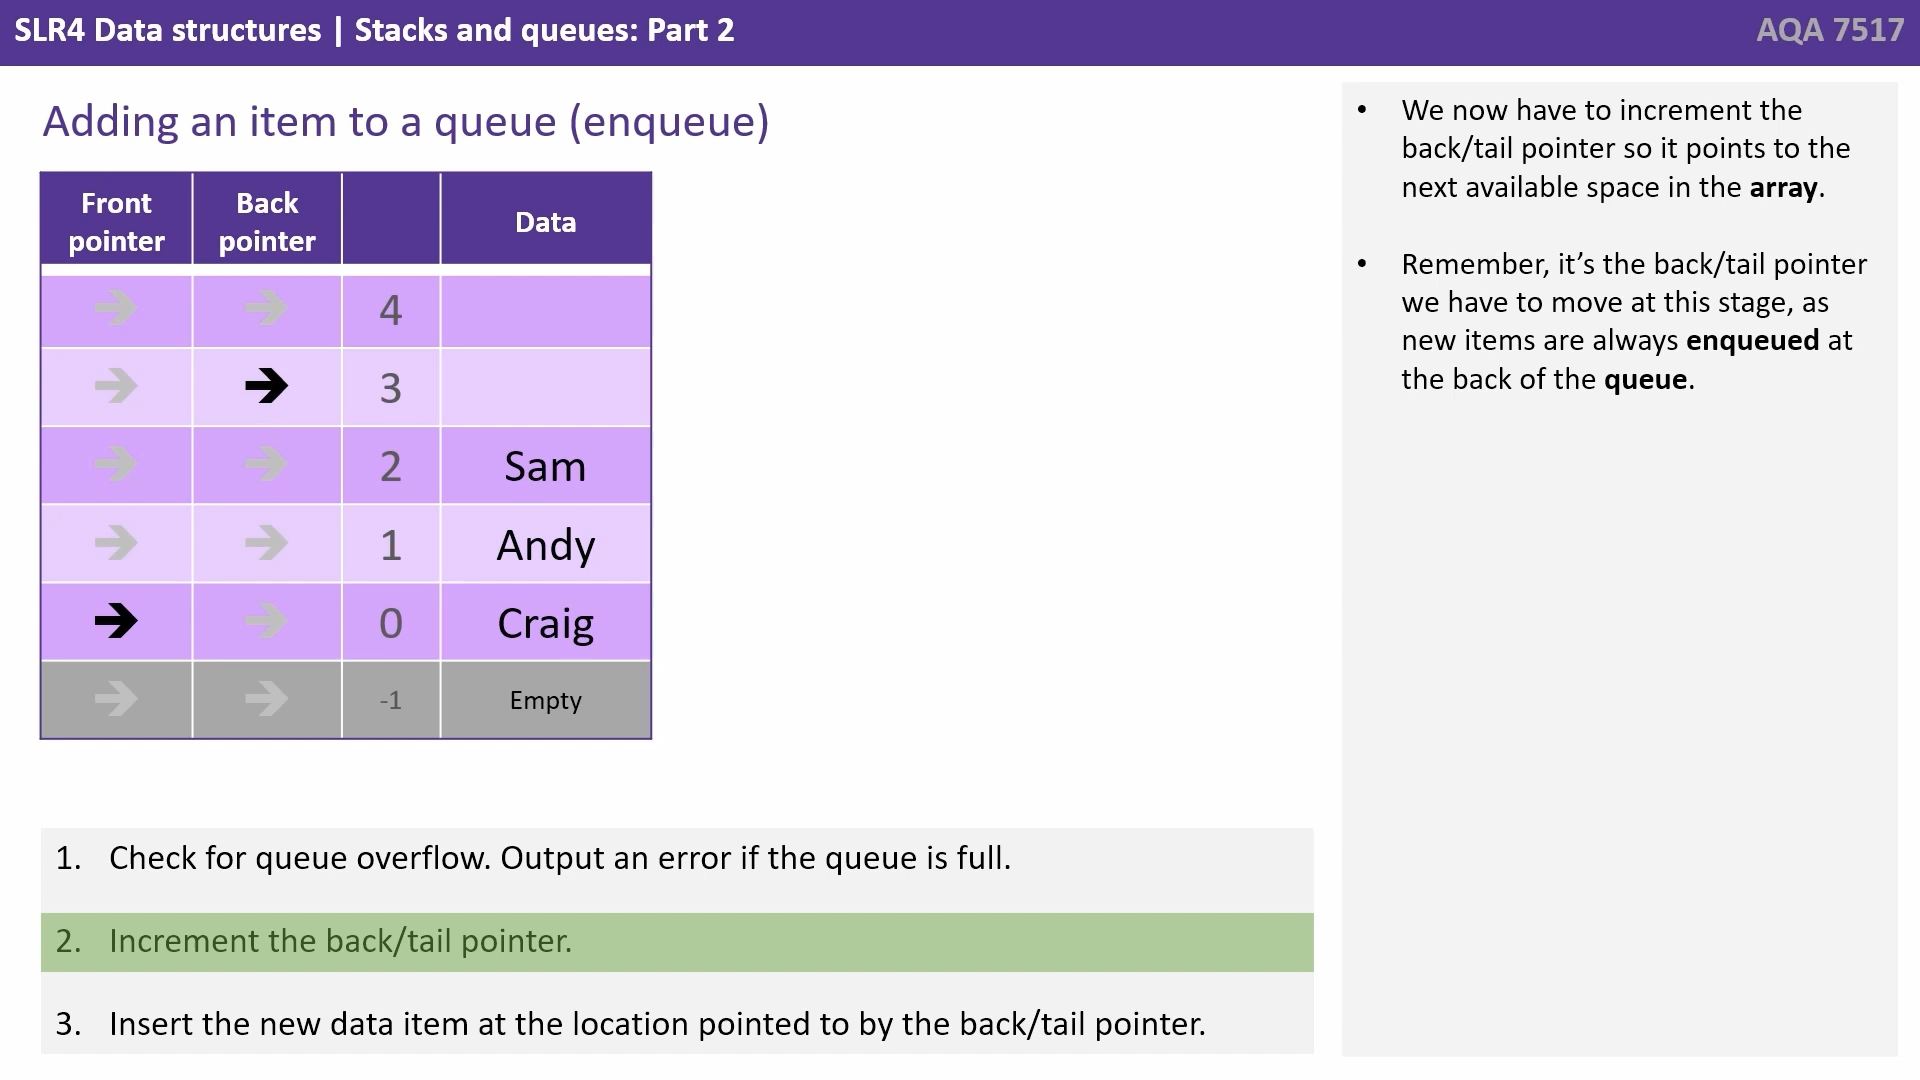 SLR4 Data structures | Stacks and queues: Part 2
AQA 7517
Adding an item to a queue (enqueue)
Front pointer Back pointer Data
➔ ➔ 4
➔ ➔ 3
➔ ➔ 2 Sam
➔ ➔ 1 Andy
➔ ➔ 0 Craig
➔ ➔ -1 Empty
1. Check for queue overflow. Output an error if the queue is full.
2. Increment the back/tail pointer.
3. Insert the new data item at the location pointed to by the back/tail pointer.
• We now have to increment the
back/tail pointer so it points to the
next available space in the array.
• Remember, it’s the back/tail pointer
we have to move at this stage, as
new items are always enqueued at
the back of the queue.